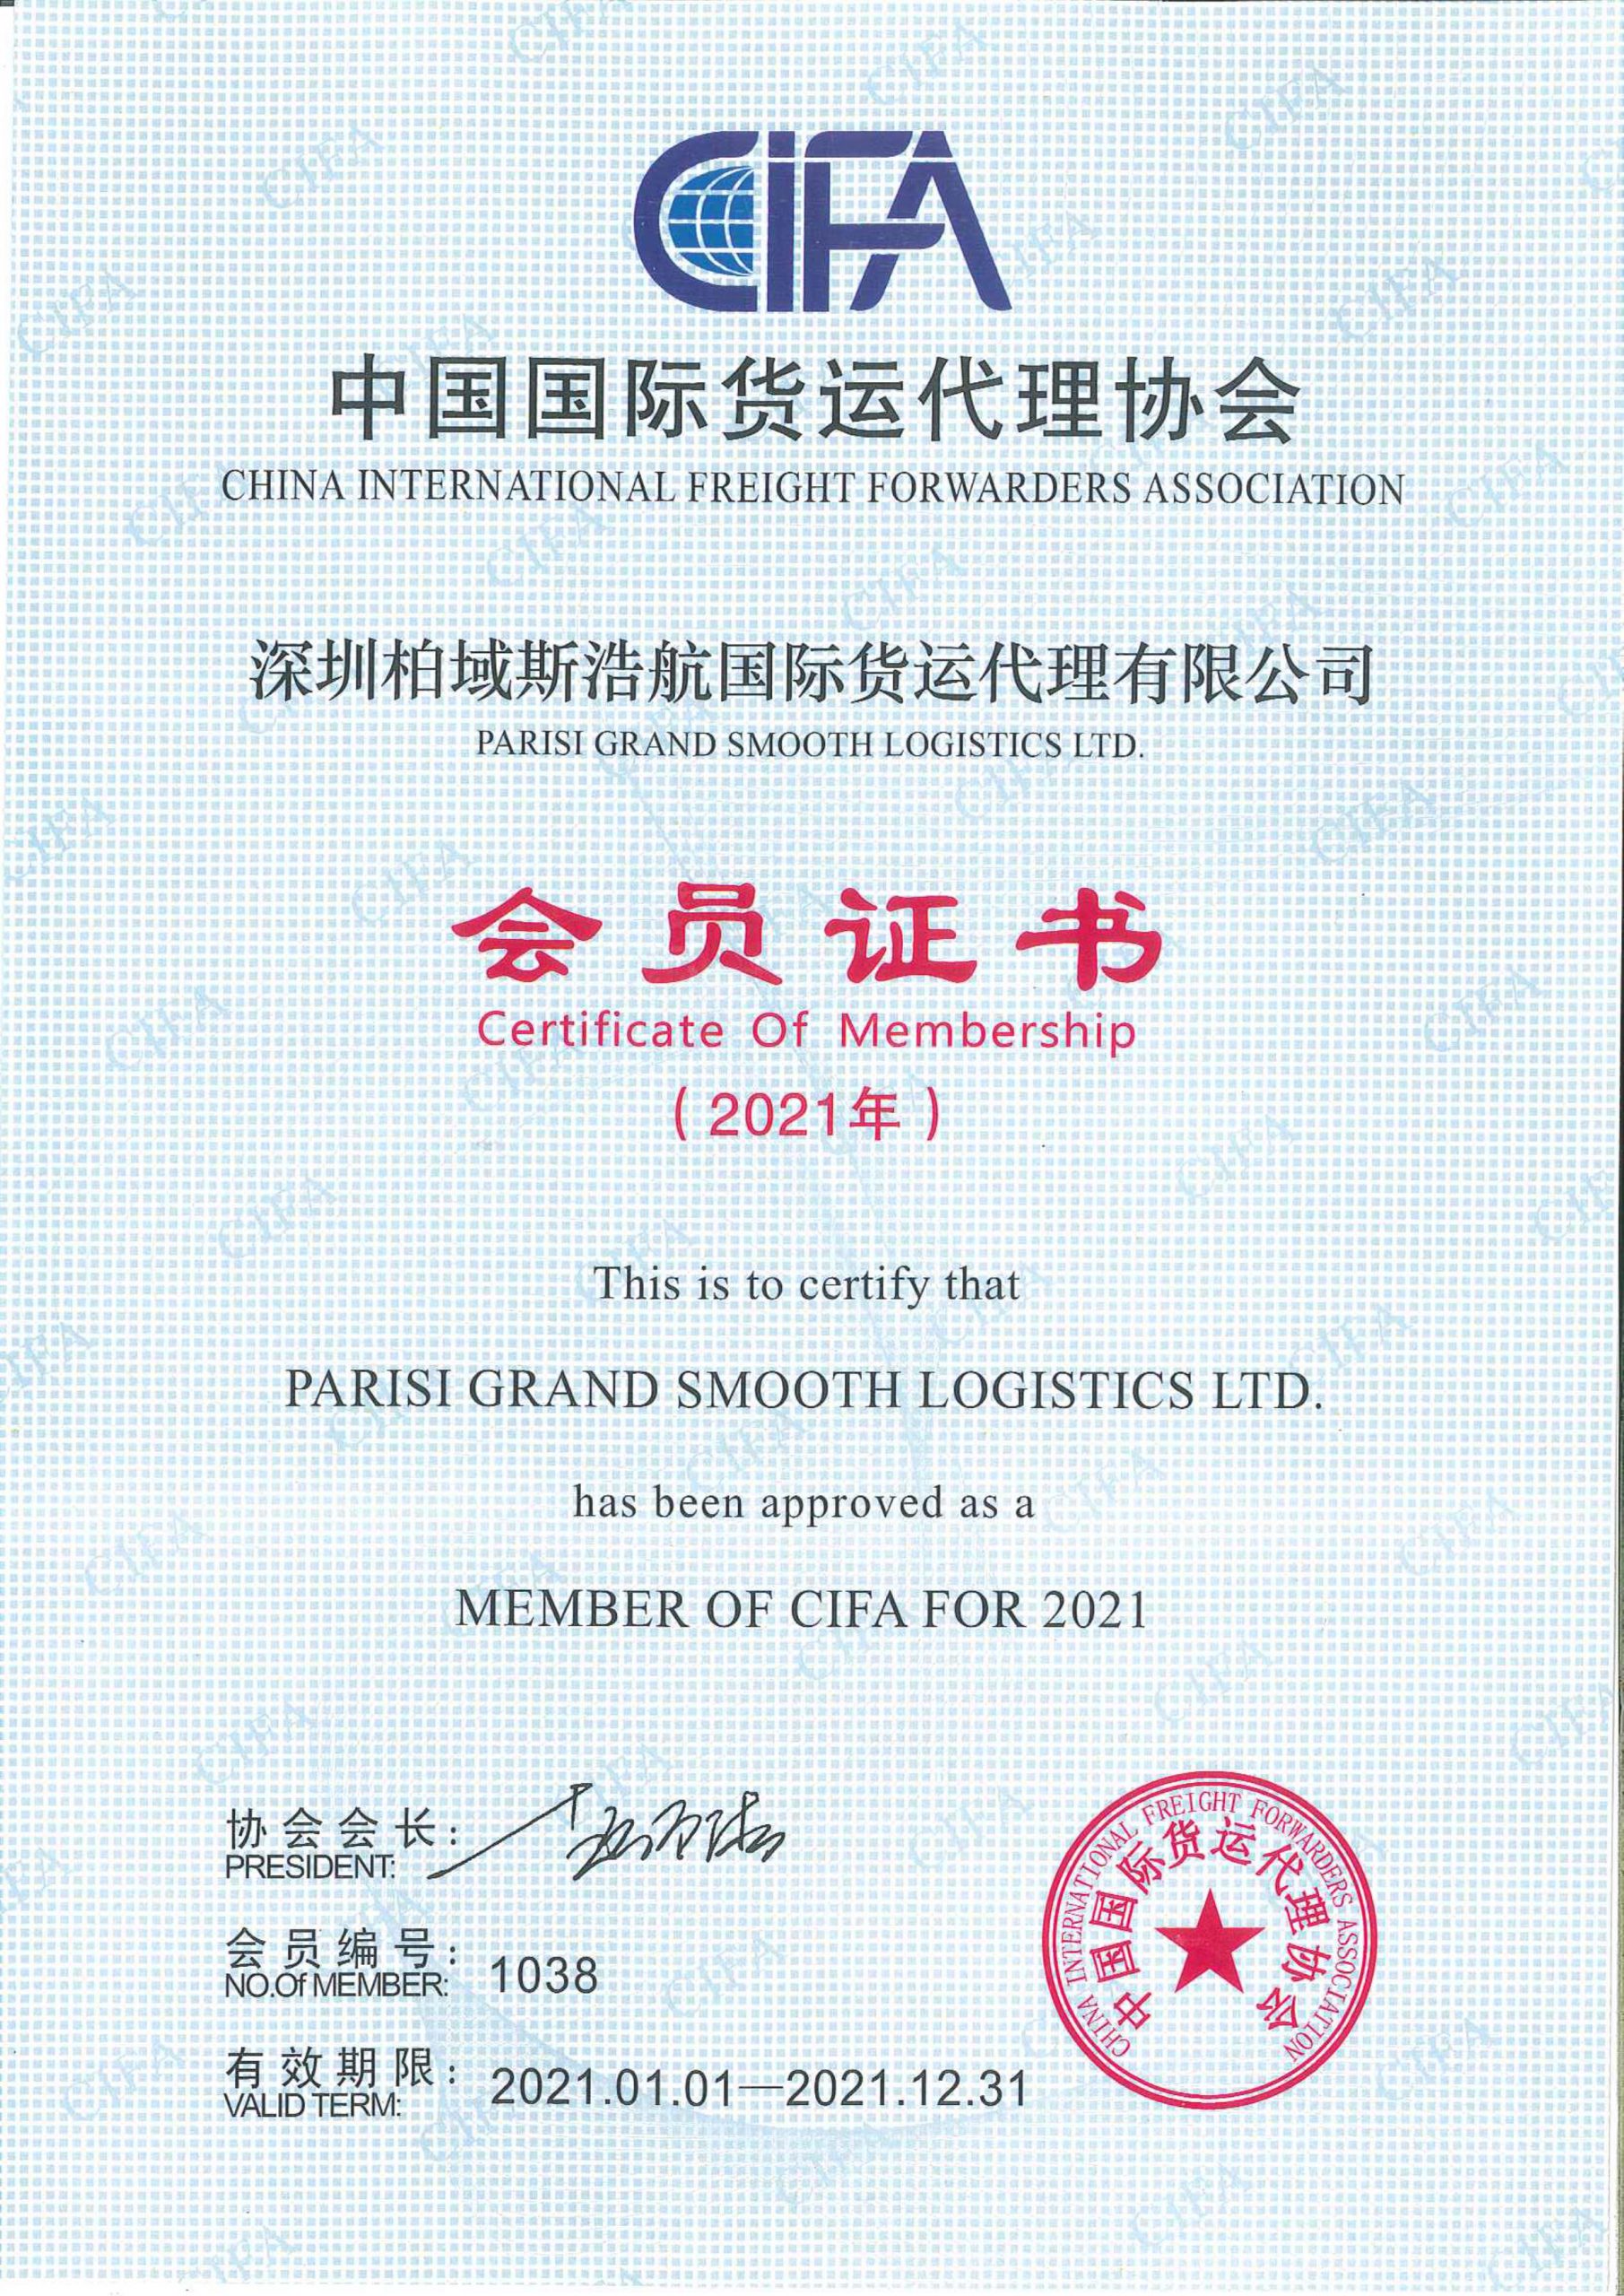 CIFA
中国国际货运代理协会
CHINA INTERNATIONAL FREIGHT FORWARDERS ASSOCIATION
深圳柏域斯浩航国际货运代理有限公司
PARISI GRAND SMOOTH LOGISTICS LTD.
会员证书
Certificate Of Membership
（2021年）
This is to certify that
PARISI GRAND SMOOTH LOGISTICS LTD.
has been approved as a
MEMBER OF CIFA FOR 2021
协会会长：
PRESIDENT:
会员编号：
NO.Of MEMBER: 1038
有效期限：
VALID TERM: 2021.01.01—2021.12.31
CHINA INTERNATIONAL FREIGHT FORWARDERS ASSOCIATION
中国国际货运代理协会